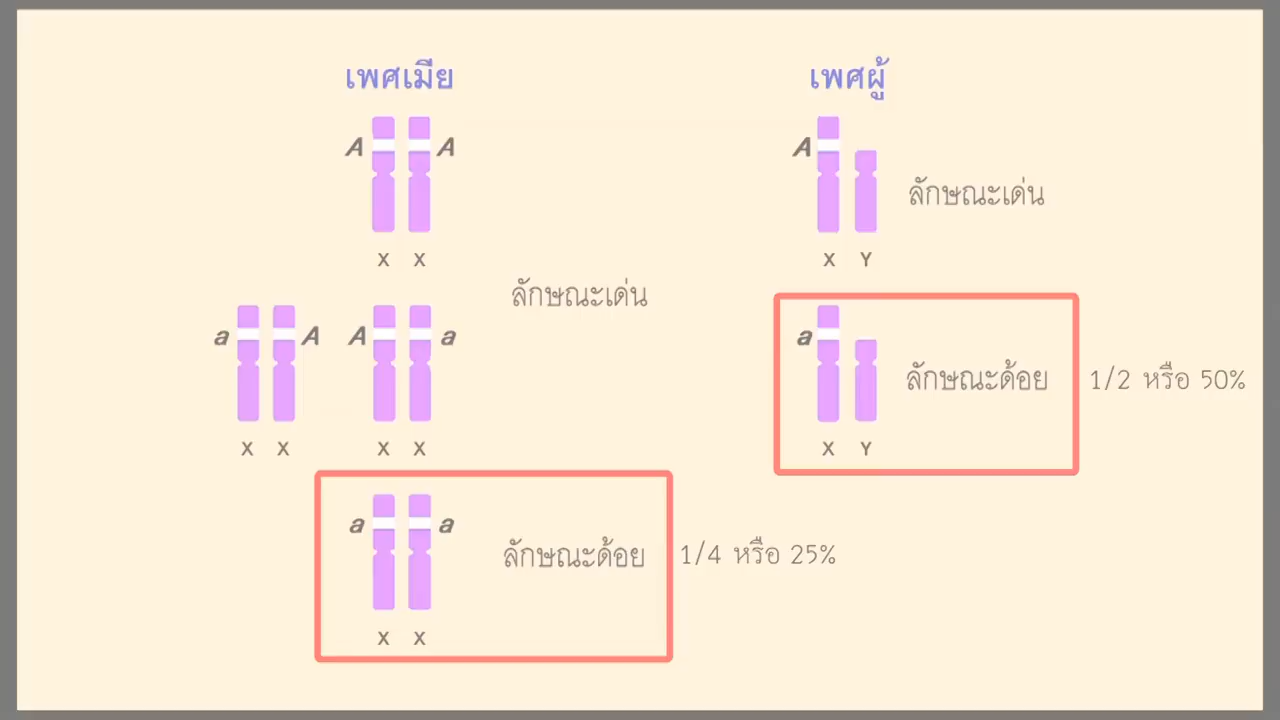 เพศเมีย
เพศผู้
A A
A
ลักษณะเด่น
X X
X Y
ลักษณะเด่น
a A A a
a
ลักษณะด้อย
1/2 หรือ 50%
X X X X
X Y
a a
ลักษณะด้อย
1/4 หรือ 25%
X X